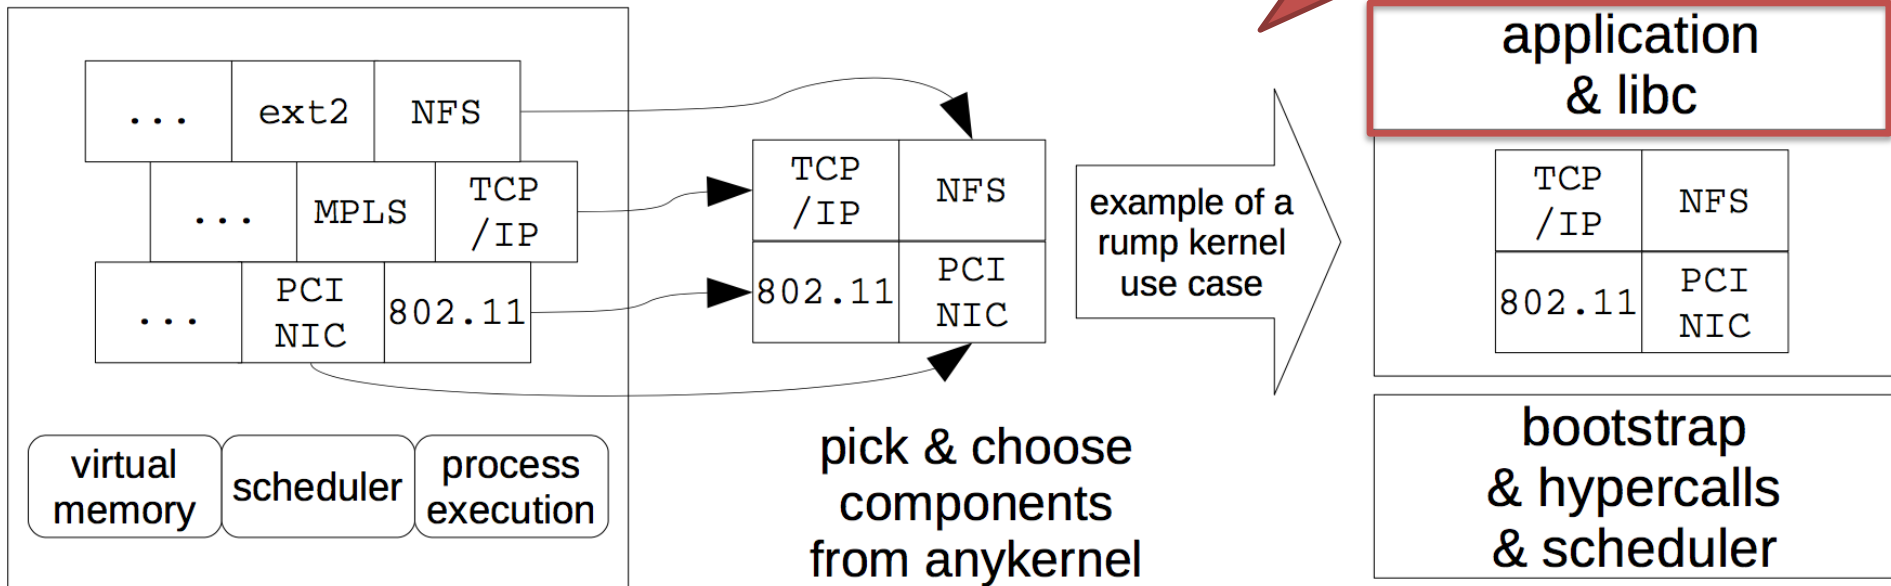 ...
ext2
NFS
...
MPLS
TCP
/IP
...
PCI
NIC
802.11
virtual
memory
scheduler
process
execution
TCP
/IP
NFS
802.11
PCI
NIC
pick & choose
components
from anykernel
example of a
rump kernel
use case
application
& libc
TCP
/IP
NFS
802.11
PCI
NIC
bootstrap
& hypercalls
& scheduler